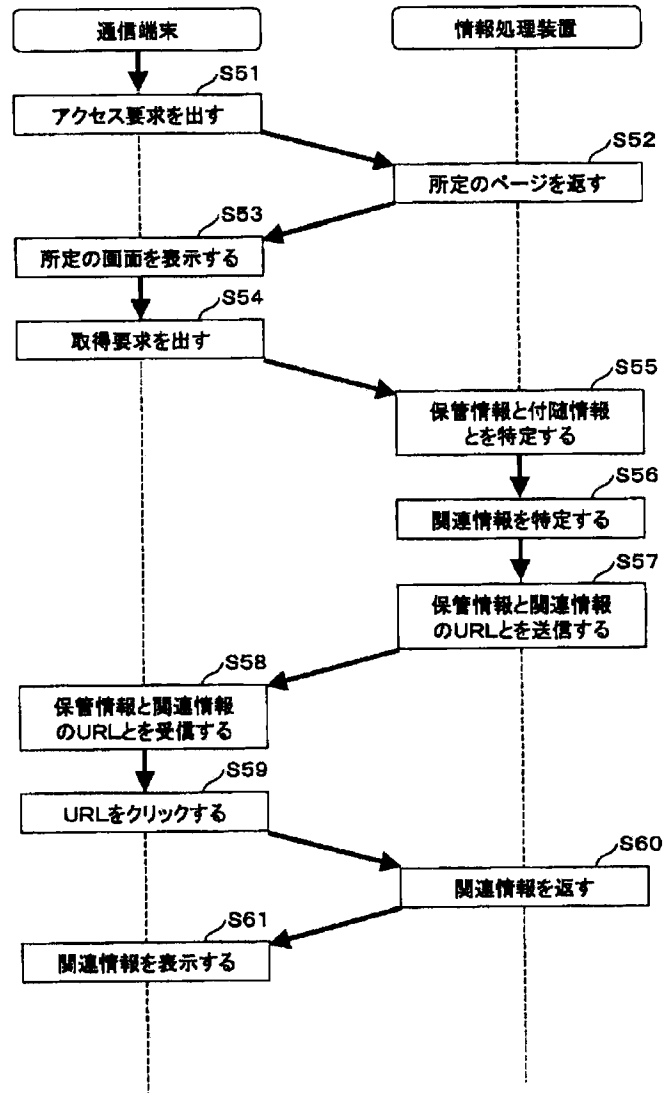 通信端末
情報処理装置
S51
アクセス要求を出す
S52
所定のページを返す
S53
所定の画面を表示する
S54
取得要求を出す
S55
保管情報と付随情報
とを特定する
S56
関連情報を特定する
S57
保管情報と関連情報
のURLとを送信する
S58
保管情報と関連情報
のURLとを受信する
S59
URLをクリックする
S60
関連情報を返す
S61
関連情報を表示する